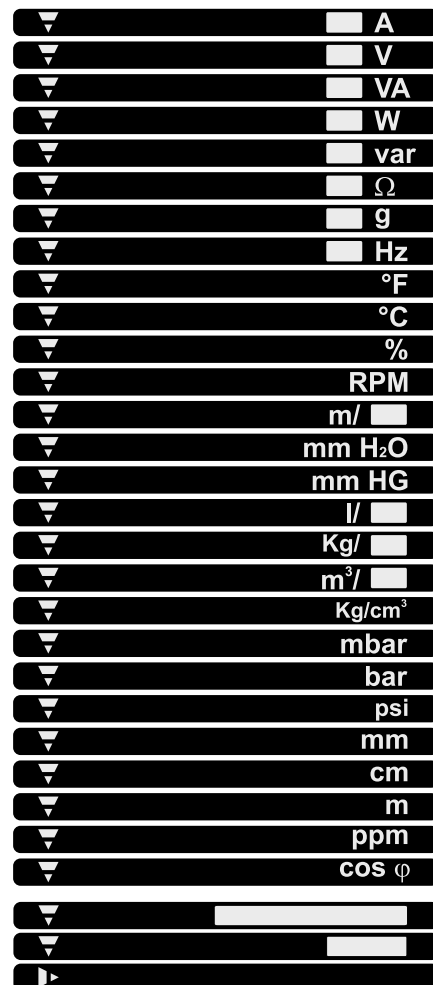 A
V
VA
W
var
Ω
g
Hz
°F
°C
%
RPM
m/
mm H₂O
mm HG
l/
Kg/
m³/
Kg/cm³
mbar
bar
psi
mm
cm
m
ppm
cos φ